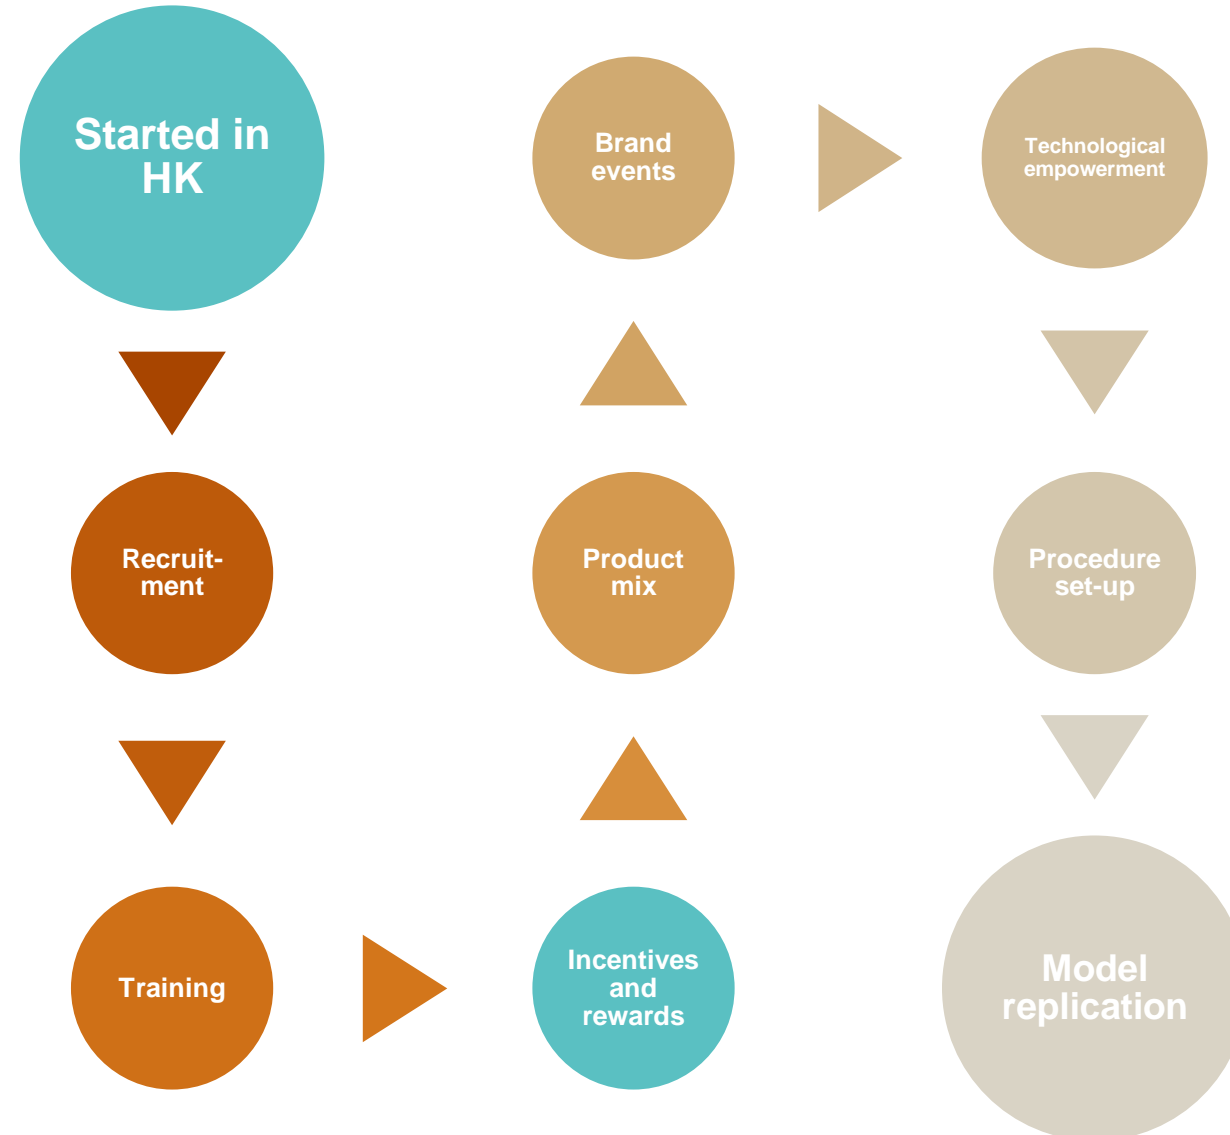 Started in
HK
Recruit-
ment
Training
Incentives
and
rewards
Product
mix
Brand
events
Technological
empowerment
Procedure
set-up
Model
replication